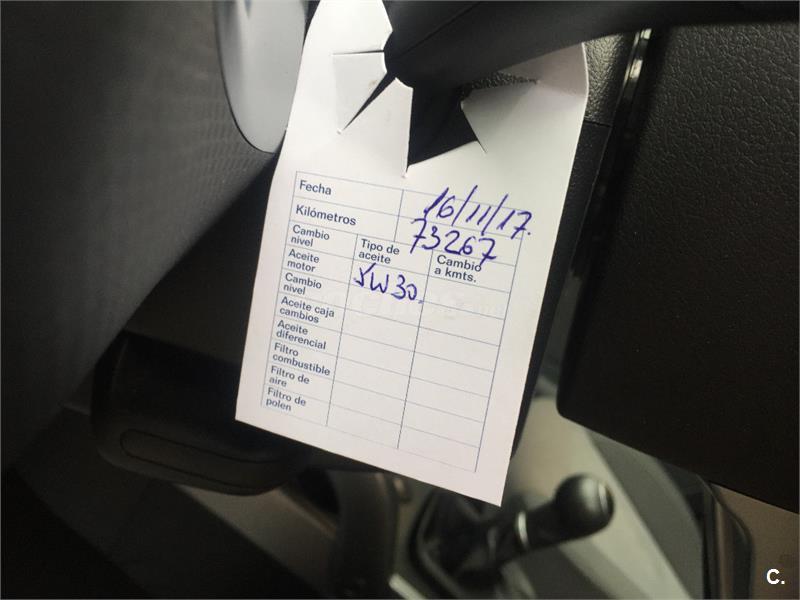 Fecha 16/11/17.
Kilómetros 73267
Cambio nivel Tipo de aceite Cambio a kmts.
Aceite motor 5W30.
Cambio nivel
Aceite caja cambios
Aceite diferencial
Filtro combustible
Filtro de aire
Filtro de polen
C.